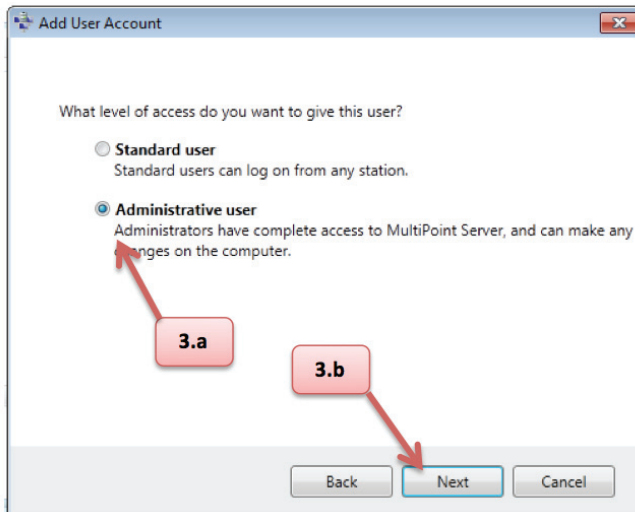 Add User Account
What level of access do you want to give this user?
Standard user
Standard users can log on from any station.
Administrative user
Administrators have complete access to MultiPoint Server, and can make any
changes on the computer.
3.a
3.b
Back Next Cancel